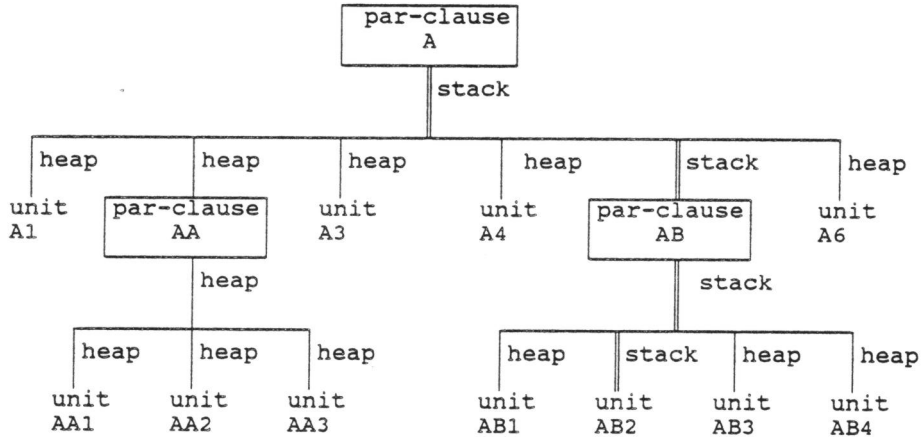 par-clause
A
stack
heap heap heap heap stack heap
unit par-clause unit unit par-clause unit
A1 AA A3 A4 AB A6
heap stack
heap heap heap heap stack heap heap
unit unit unit unit unit unit unit
AA1 AA2 AA3 AB1 AB2 AB3 AB4